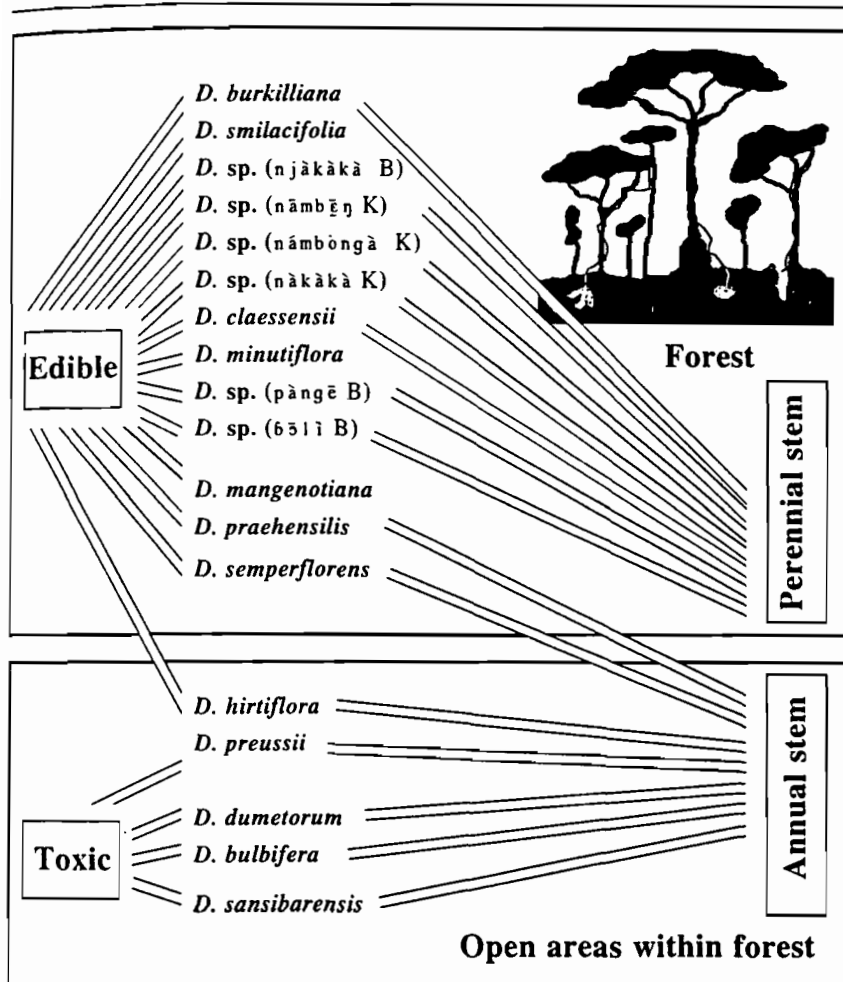 D. burkilliana
D. smilacifolia
D. sp. (njàkàkà B)
D. sp. (nāmbē̱ŋ K)
D. sp. (námbòngà K)
D. sp. (nàkàkà K)
D. claessensii
D. minutiflora
D. sp. (pàngē B)
D. sp. (ɓɔ̄lì B)
D. mangenotiana
D. praehensilis
D. semperflorens
Edible
Forest
Perennial stem
D. hirtiflora
D. preussii
D. dumetorum
D. bulbifera
D. sansibarensis
Toxic
Annual stem
Open areas within forest